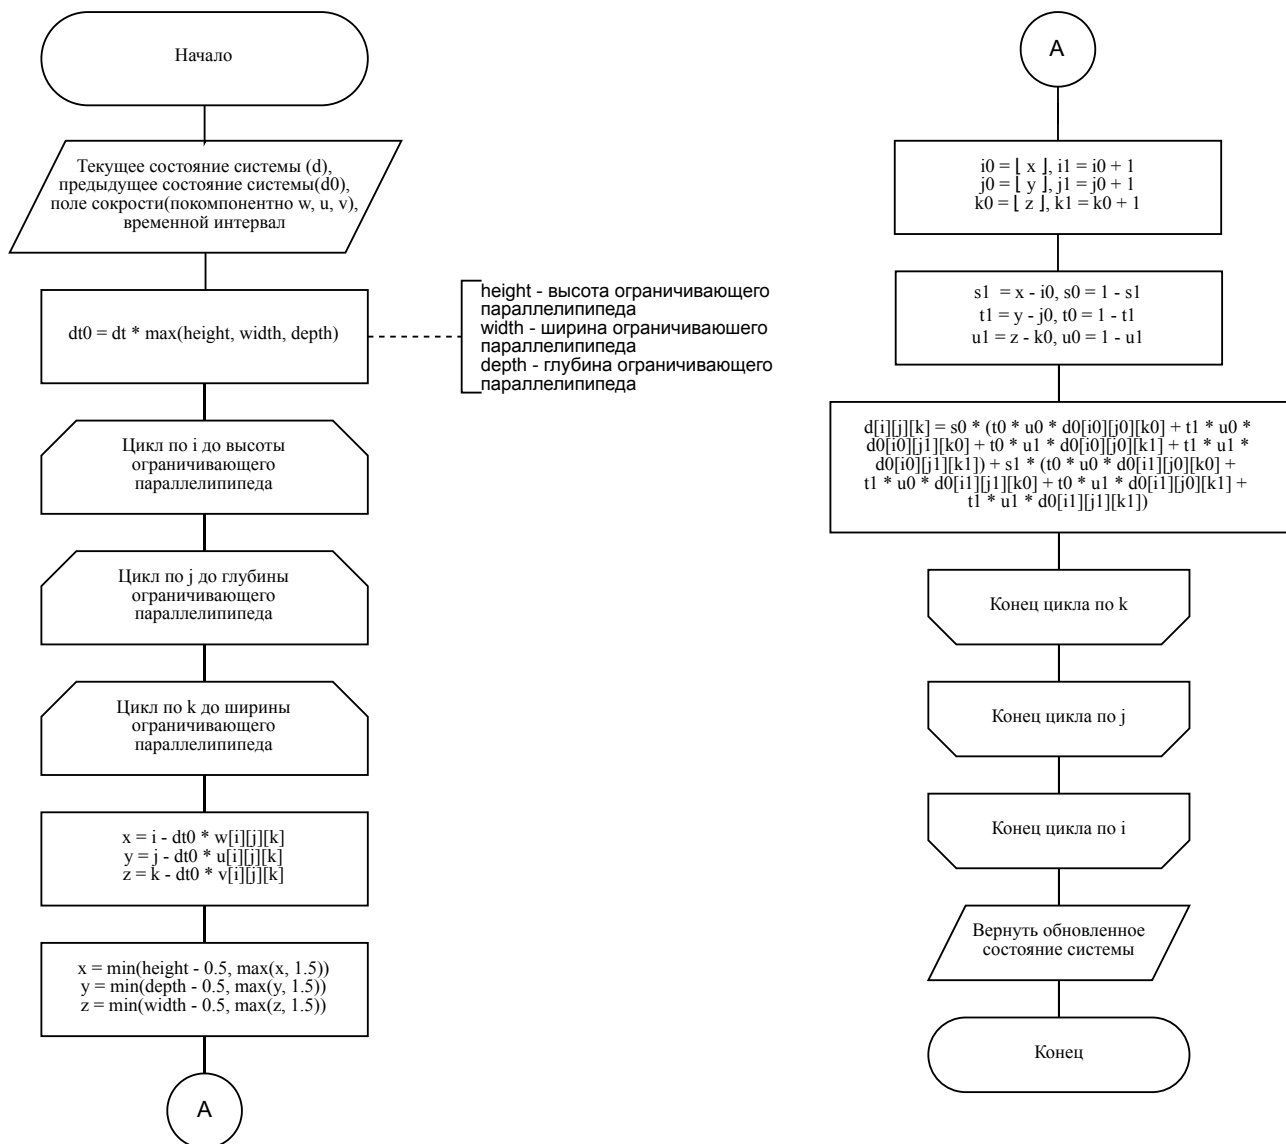 Начало
Текущее состояние системы (d),
предыдущее состояние системы(d0),
поле сокрости(покомпонентно w, u, v),
временной интервал
dt0 = dt * max(height, width, depth)
height - высота ограничивающего
параллелипипеда
width - ширина ограничиваюшего
параллелипипеда
depth - глубина ограничивающего
параллелипипеда
Цикл по i до высоты
ограничивающего
параллелипипеда
Цикл по j до глубины
ограничивающего
параллелипипеда
Цикл по k до ширины
ограничивающего
параллелипипеда
x = i - dt0 * w[i][j][k]
y = j - dt0 * u[i][j][k]
z = k - dt0 * v[i][j][k]
x = min(height - 0.5, max(x, 1.5))
y = min(depth - 0.5, max(y, 1.5))
z = min(width - 0.5, max(z, 1.5))
A
A
i0 = ⌊ x ⌋, i1 = i0 + 1
j0 = ⌊ y ⌋, j1 = j0 + 1
k0 = ⌊ z ⌋, k1 = k0 + 1
s1 = x - i0, s0 = 1 - s1
t1 = y - j0, t0 = 1 - t1
u1 = z - k0, u0 = 1 - u1
d[i][j][k] = s0 * (t0 * u0 * d0[i0][j0][k0] + t1 * u0 *
d0[i0][j1][k0] + t0 * u1 * d0[i0][j0][k1] + t1 * u1 *
d0[i0][j1][k1]) + s1 * (t0 * u0 * d0[i1][j0][k0] +
t1 * u0 * d0[i1][j1][k0] + t0 * u1 * d0[i1][j0][k1] +
t1 * u1 * d0[i1][j1][k1])
Конец цикла по k
Конец цикла по j
Конец цикла по i
Вернуть обновленное
состояние системы
Конец